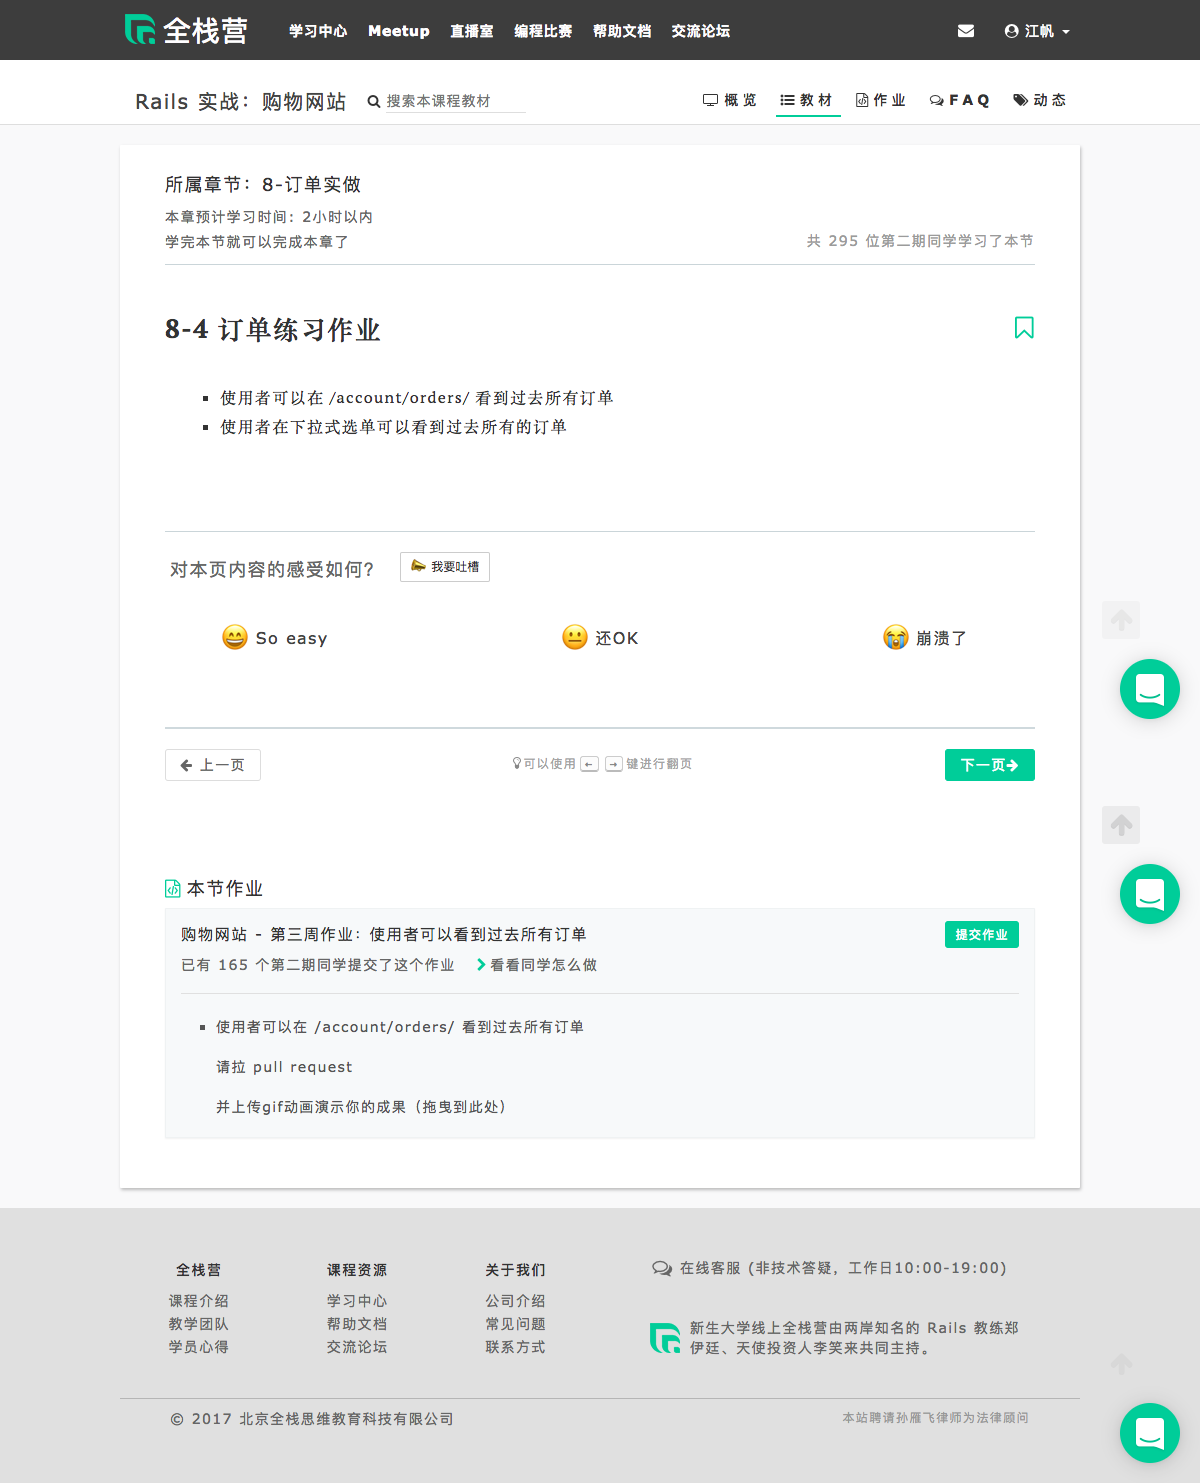 全栈营
学习中心 Meetup 直播室 编程比赛 帮助文档 交流论坛
江帆
Rails 实战：购物网站
搜索本课程教材
概览 教材 作业 FAQ 动态
所属章节：8-订单实做
本章预计学习时间：2小时以内
学完本节就可以完成本章了
共 295 位第二期同学学习了本节
8-4 订单练习作业
使用者可以在 /account/orders/ 看到过去所有订单
使用者在下拉式选单可以看到过去所有的订单
对本页内容的感受如何?
我要吐槽
So easy
还OK
崩溃了
上一页
可以使用 ← → 键进行翻页
下一页
本节作业
购物网站 - 第三周作业：使用者可以看到过去所有订单
提交作业
已有 165 个第二期同学提交了这个作业
看看同学怎么做
使用者可以在 /account/orders/ 看到过去所有订单
请拉 pull request
并上传gif动画演示你的成果（拖曳到此处）
全栈营
课程介绍
教学团队
学员心得
课程资源
学习中心
帮助文档
交流论坛
关于我们
公司介绍
常见问题
联系方式
在线客服 (非技术答疑，工作日10:00-19:00)
新生大学线上全栈营由两岸知名的 Rails 教练郑
伊廷、天使投资人李笑来共同主持。
© 2017 北京全栈思维教育科技有限公司
本站聘请孙雁飞律师为法律顾问